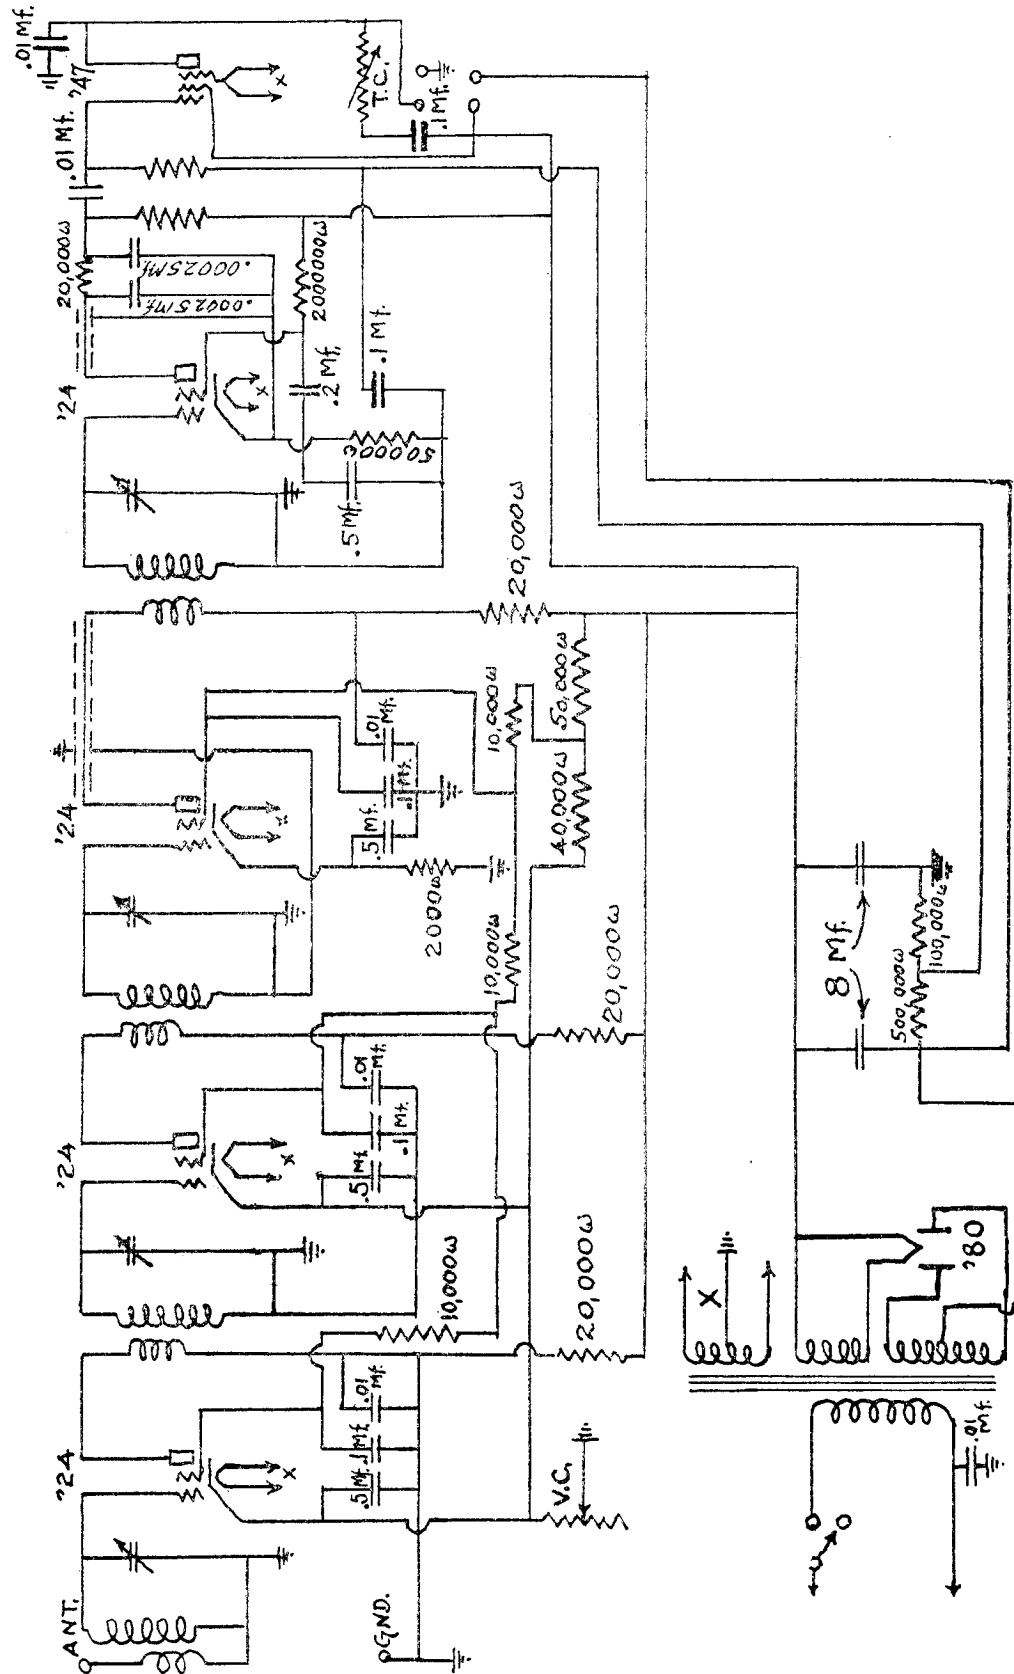 .01 Mf.
'47
T.C.
.1 Mf.
.01 Mf.
X
20,000ω
.00025Mf.
.00025Mf.
2000000ω
'24
X
.2 Mf.
.1 Mf.
50,000ω
.5 Mf.
20,000ω
10,000ω
50,000ω
.01
Mf.
.1 Mf.
.5 Mf.
'24
X
40,000ω
2000ω
10,000ω
20,000ω
8 Mf.
100,000ω
500,000ω
'24
X
.01
Mf.
.1 Mf.
.5 Mf
10,000ω
20,000ω
X
'80
'24
X
.01
Mf.
.1 Mf.
.5 Mf.
V.C.
.01
Mf.
ANT.
GND.